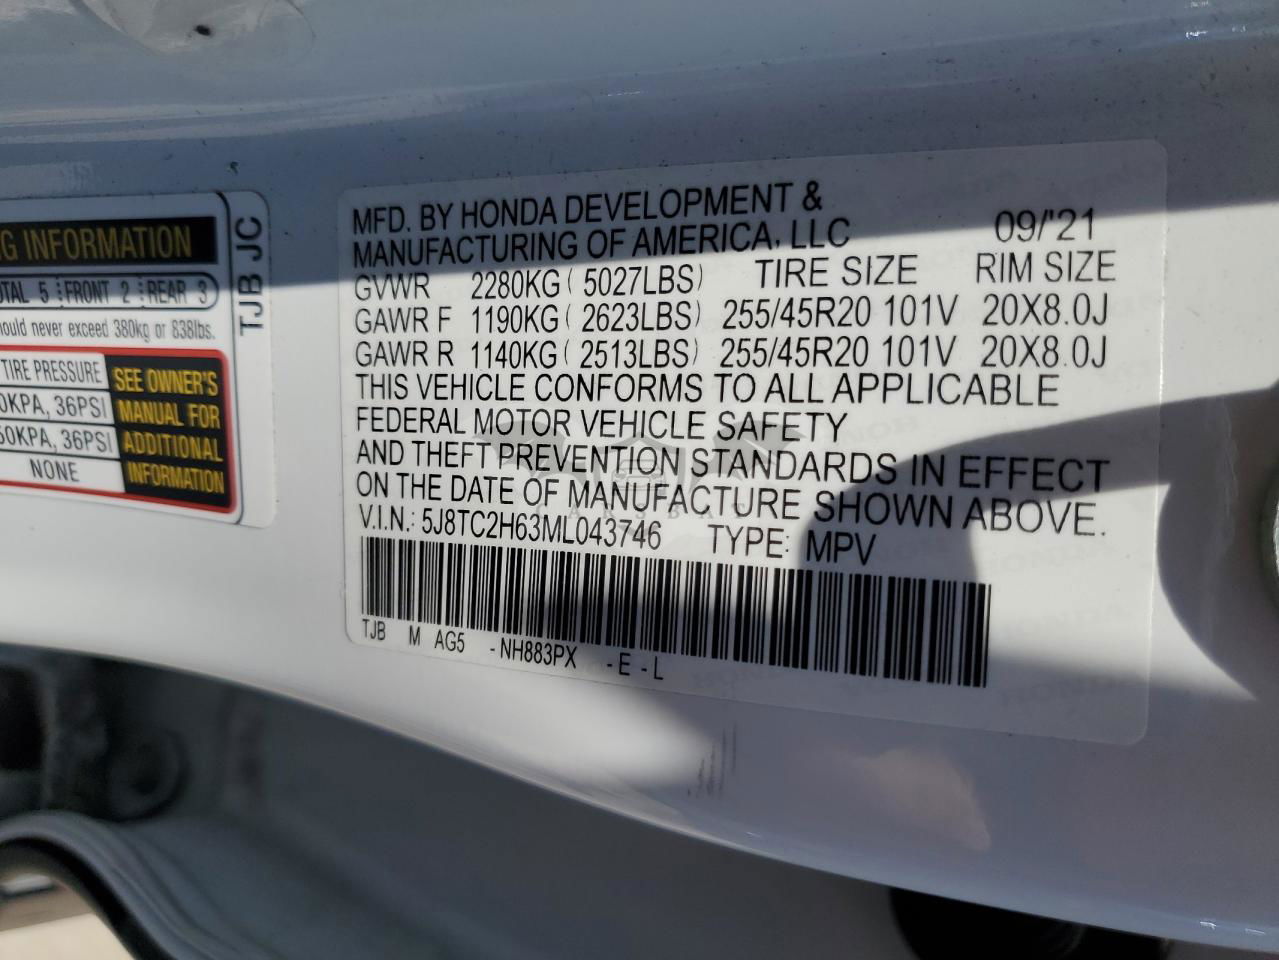 NG INFORMATION
OTAL 5 FRONT 2 REAR 3
ould never exceed 380kg or 838lbs.
TIRE PRESSURE
0KPA, 36PSI
50KPA, 36PSI
NONE
SEE OWNER'S
MANUAL FOR
ADDITIONAL
INFORMATION
TJB JC
MFD. BY HONDA DEVELOPMENT &
MANUFACTURING OF AMERICA, LLC 09/'21
GVWR 2280KG ( 5027LBS) TIRE SIZE RIM SIZE
GAWR F 1190KG ( 2623LBS) 255/45R20 101V 20X8.0J
GAWR R 1140KG ( 2513LBS) 255/45R20 101V 20X8.0J
THIS VEHICLE CONFORMS TO ALL APPLICABLE
FEDERAL MOTOR VEHICLE SAFETY
AND THEFT PREVENTION STANDARDS IN EFFECT
ON THE DATE OF MANUFACTURE SHOWN ABOVE.
V.I.N.: 5J8TC2H63ML043746 TYPE: MPV
TJB M AG5 -NH883PX -E-L